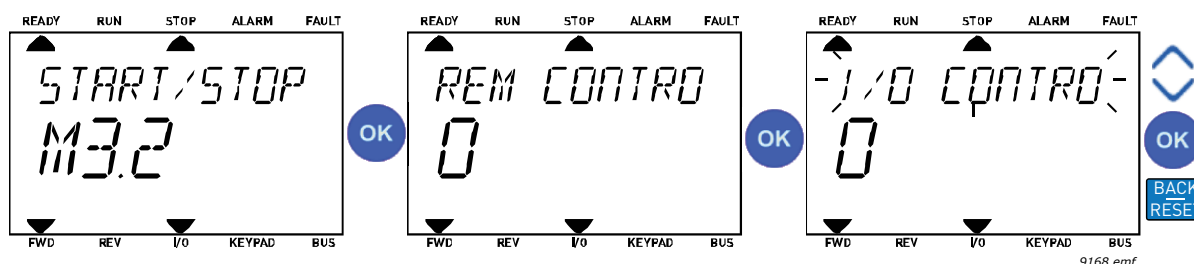 READY RUN STOP ALARM FAULT
START/STOP
M3.2
FWD REV I/O KEYPAD BUS
OK
READY RUN STOP ALARM FAULT
REM CONTRO
0
FWD REV I/O KEYPAD BUS
OK
READY RUN STOP ALARM FAULT
I/O CONTRO
0
FWD REV I/O KEYPAD BUS
OK
BACK
RESET
9168.emf